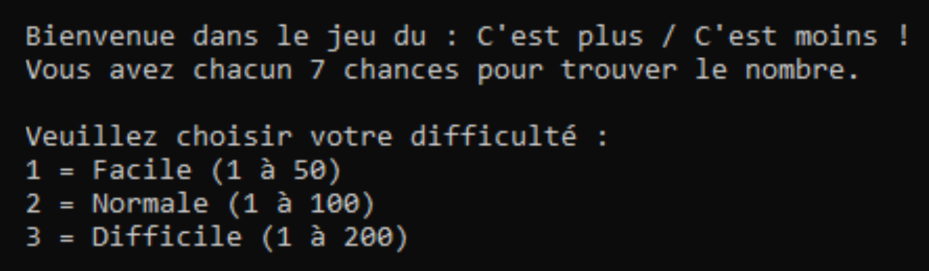 Bienvenue dans le jeu du : C'est plus / C'est moins !
Vous avez chacun 7 chances pour trouver le nombre.
Veuillez choisir votre difficulté :
1 = Facile (1 à 50)
2 = Normale (1 à 100)
3 = Difficile (1 à 200)